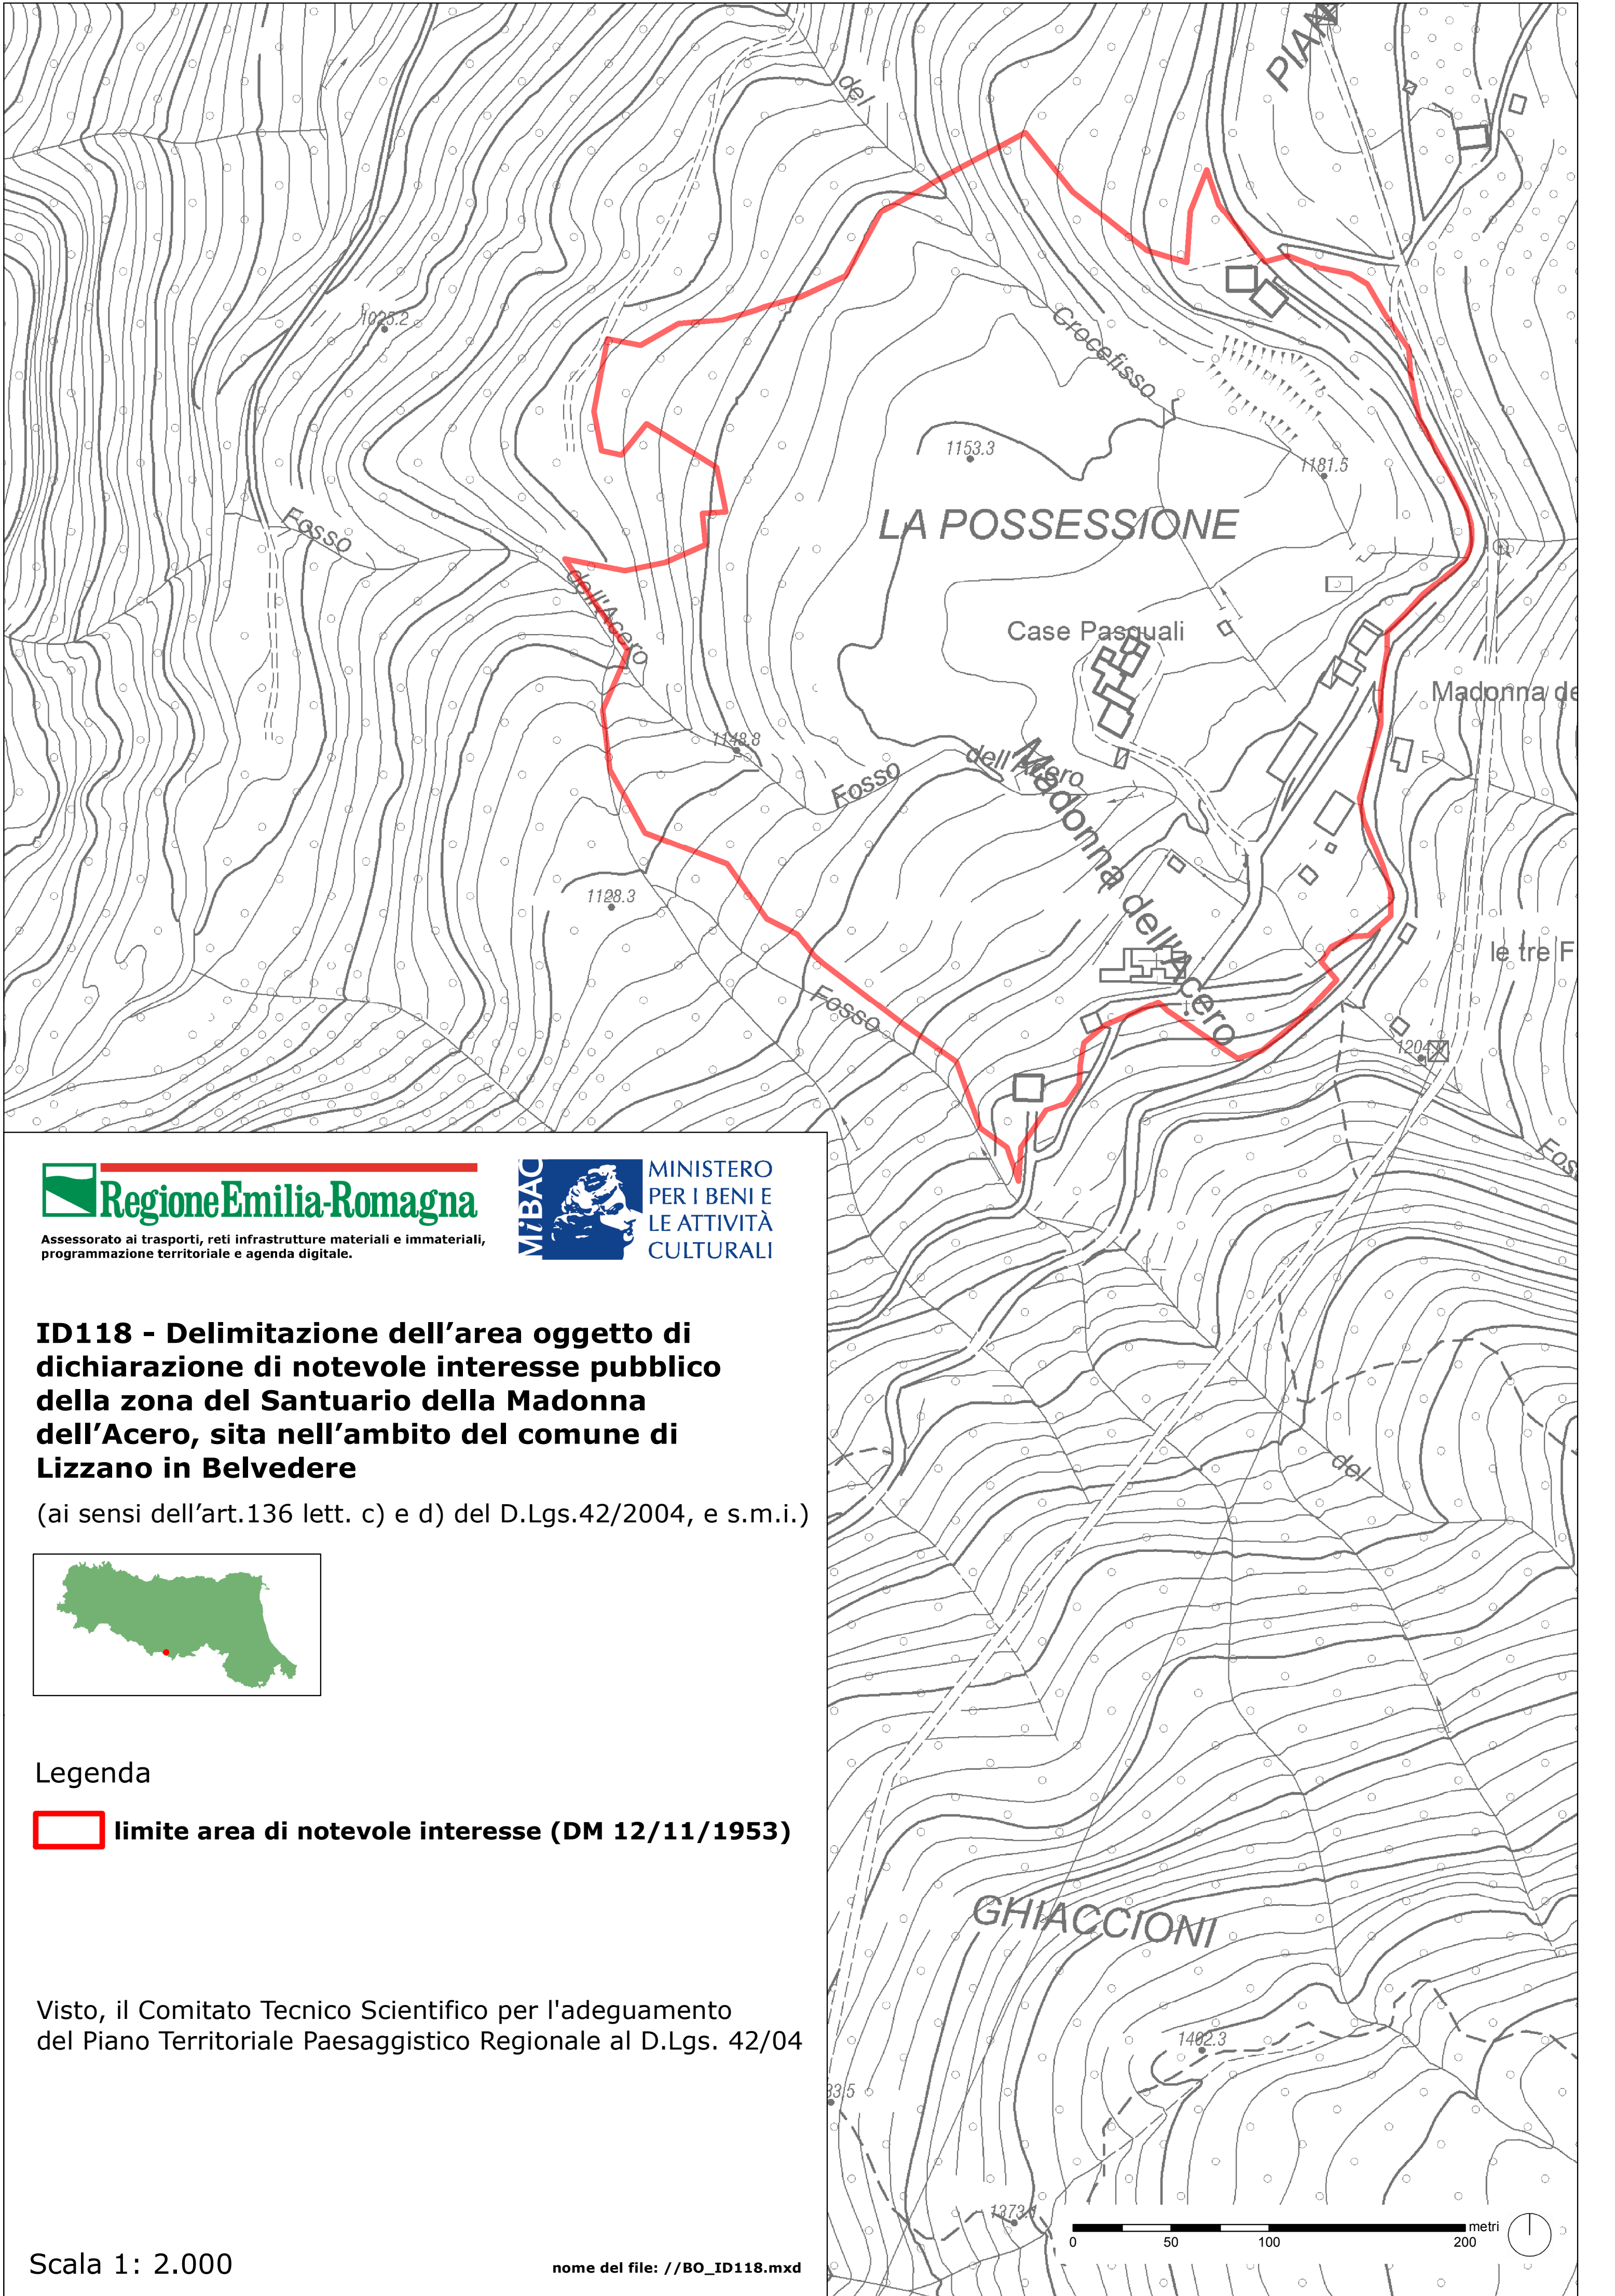 del
PIAN
1025.2
Crocefisso
1153.3
1181.5
LA POSSESSIONE
Fosso
dell'Acero
Case Pasquali
Madonna de
1148.8
dell'Acero
Fosso
Madonna dell'Acero
1128.3
le tre F
Fosso
1204
Fos
del
GHIACCIONI
1402.3
33.5
1373.1
RegioneEmilia-Romagna
Assessorato ai trasporti, reti infrastrutture materiali e immateriali,
programmazione territoriale e agenda digitale.
MiBAC
MINISTERO
PER I BENI E
LE ATTIVITÀ
CULTURALI
ID118 - Delimitazione dell’area oggetto di
dichiarazione di notevole interesse pubblico
della zona del Santuario della Madonna
dell’Acero, sita nell’ambito del comune di
Lizzano in Belvedere
(ai sensi dell’art.136 lett. c) e d) del D.Lgs.42/2004, e s.m.i.)
Legenda
limite area di notevole interesse (DM 12/11/1953)
Visto, il Comitato Tecnico Scientifico per l'adeguamento
del Piano Territoriale Paesaggistico Regionale al D.Lgs. 42/04
Scala 1: 2.000
nome del file: //BO_ID118.mxd
metri
0 50 100 200